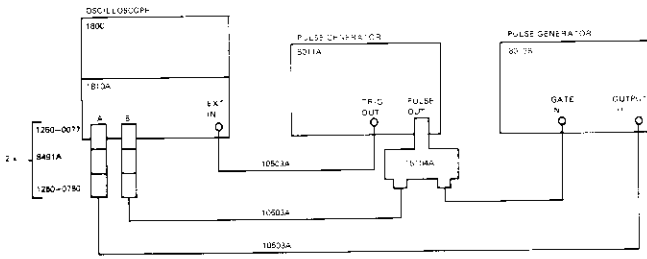 OSCILLOSCOPE
180C
1810A
A
B
EXT
IN
1250-0077
2 x
8491A
1250-0780
PULSE GENERATOR
8011A
TRIG
OUT
PULSE
OUT
15104A
10503A
10503A
10503A
PULSE GENERATOR
GATE
IN
OUTPUT